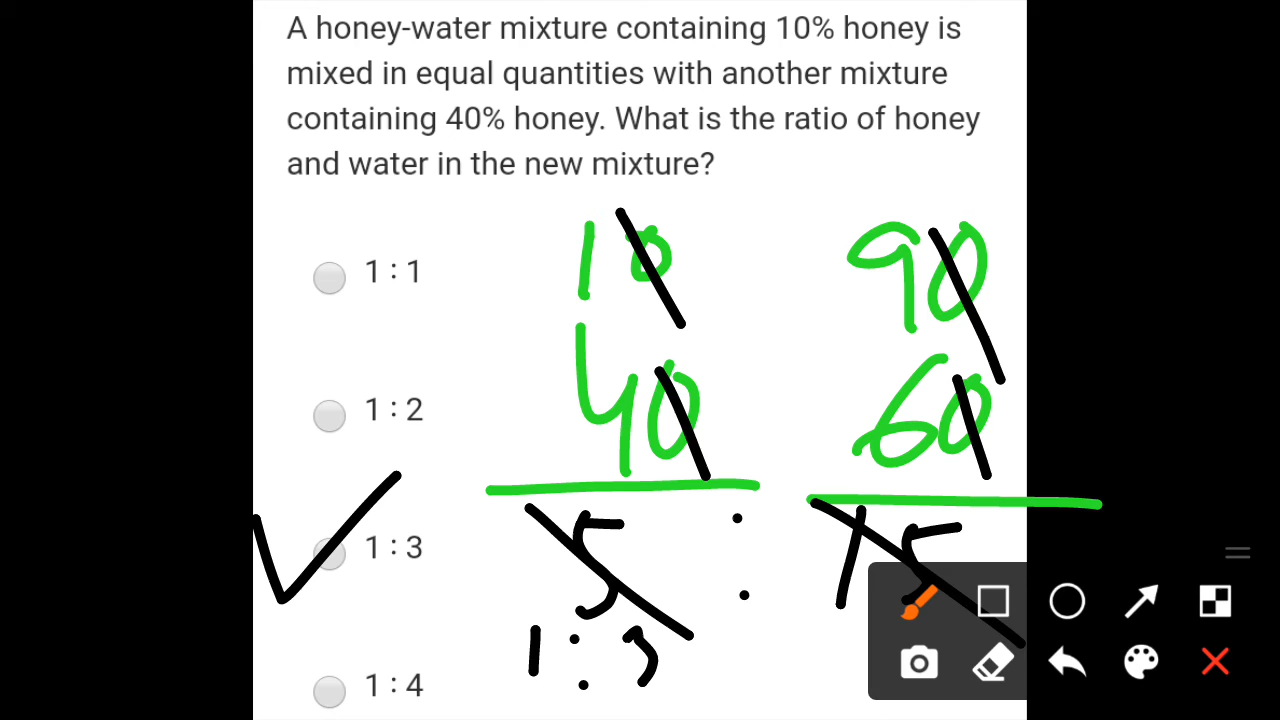 A honey-water mixture containing 10% honey is
mixed in equal quantities with another mixture
containing 40% honey. What is the ratio of honey
and water in the new mixture?
10 90
1 : 1
40 60
1 : 2
5 : 15
1 : 3
1 : 3
1 : 4